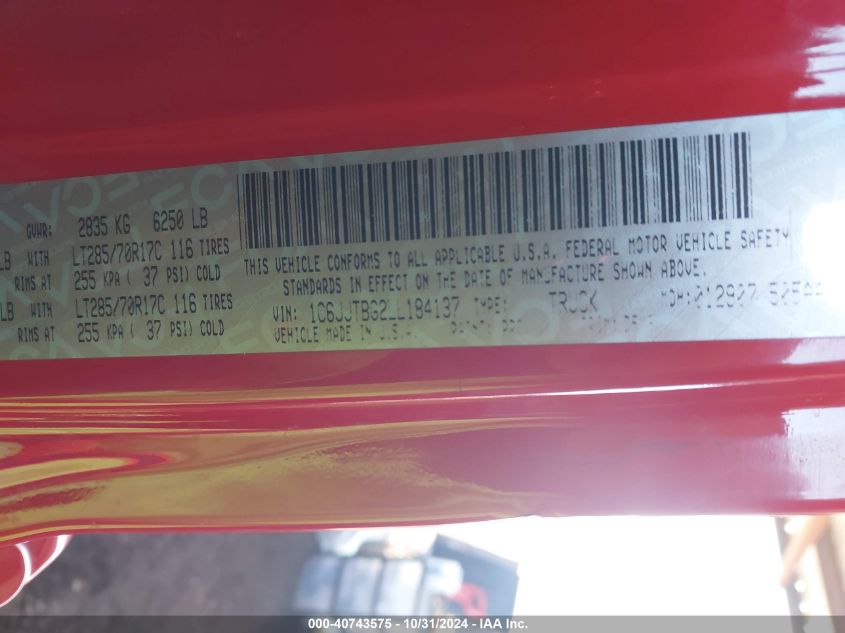 GVWR: 2835 KG 6250 LB
LB WITH LT285/70R17C 116 TIRES
RIMS AT 255 KPA ( 37 PSI) COLD
LB WITH LT285/70R17C 116 TIRES
RIMS AT 255 KPA ( 37 PSI) COLD
THIS VEHICLE CONFORMS TO ALL APPLICABLE U.S.A. FEDERAL MOTOR VEHICLE SAFETY
STANDARDS IN EFFECT ON THE DATE OF MANUFACTURE SHOWN ABOVE.
VIN: 1C6JJTBG2LL194137 TYPE: TRUCK MDH: 012907
VEHICLE MADE IN U.S.A.
000-40743575 - 10/31/2024 - IAA Inc.